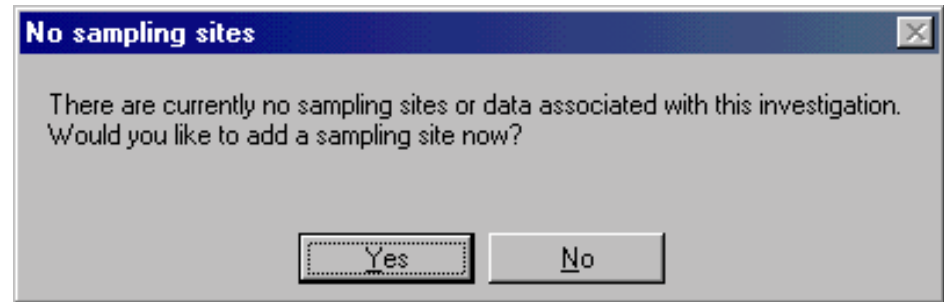 No sampling sites
There are currently no sampling sites or data associated with this investigation.
Would you like to add a sampling site now?
Yes No